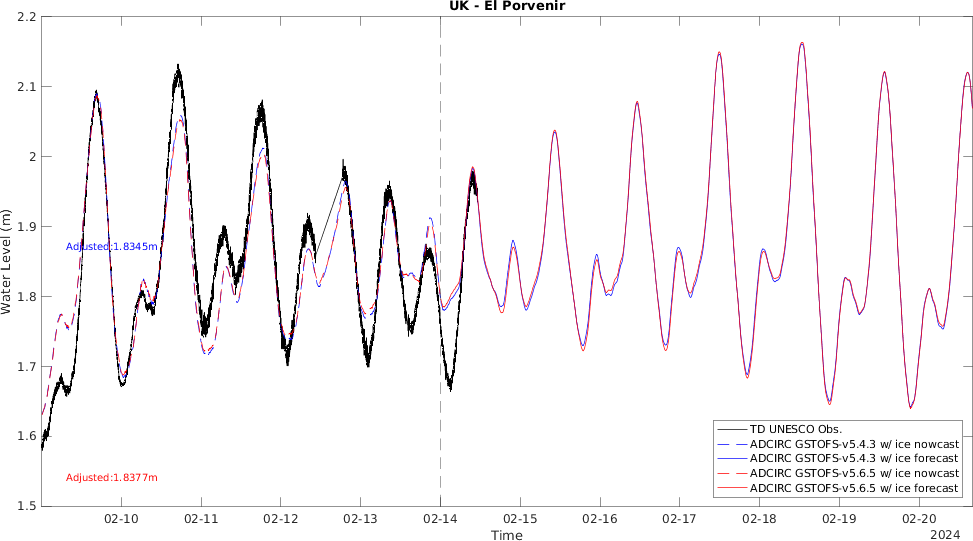 UK - El Porvenir
2.2
2.1
2
1.9
1.8
1.7
1.6
1.5
Water Level (m)
Adjusted:1.8345m
Adjusted:1.8377m
TD UNESCO Obs.
ADCIRC GSTOFS-v5.4.3 w/ ice nowcast
ADCIRC GSTOFS-v5.4.3 w/ ice forecast
ADCIRC GSTOFS-v5.6.5 w/ ice nowcast
ADCIRC GSTOFS-v5.6.5 w/ ice forecast
02-10 02-11 02-12 02-13 02-14 02-15 02-16 02-17 02-18 02-19 02-20
Time
2024